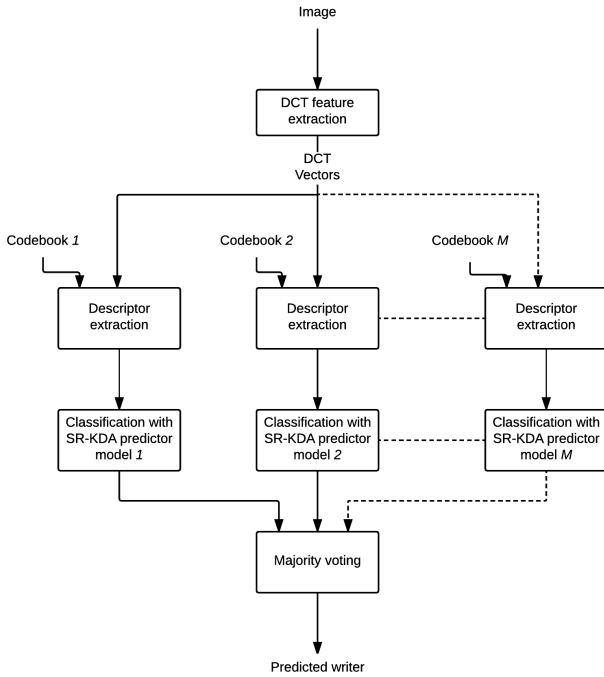 Image
DCT feature
extraction
DCT
Vectors
Codebook 1
Codebook 2
Codebook M
Descriptor
extraction
Descriptor
extraction
Descriptor
extraction
Classification with
SR-KDA predictor
model 1
Classification with
SR-KDA predictor
model 2
Classification with
SR-KDA predictor
model M
Majority voting
Predicted writer